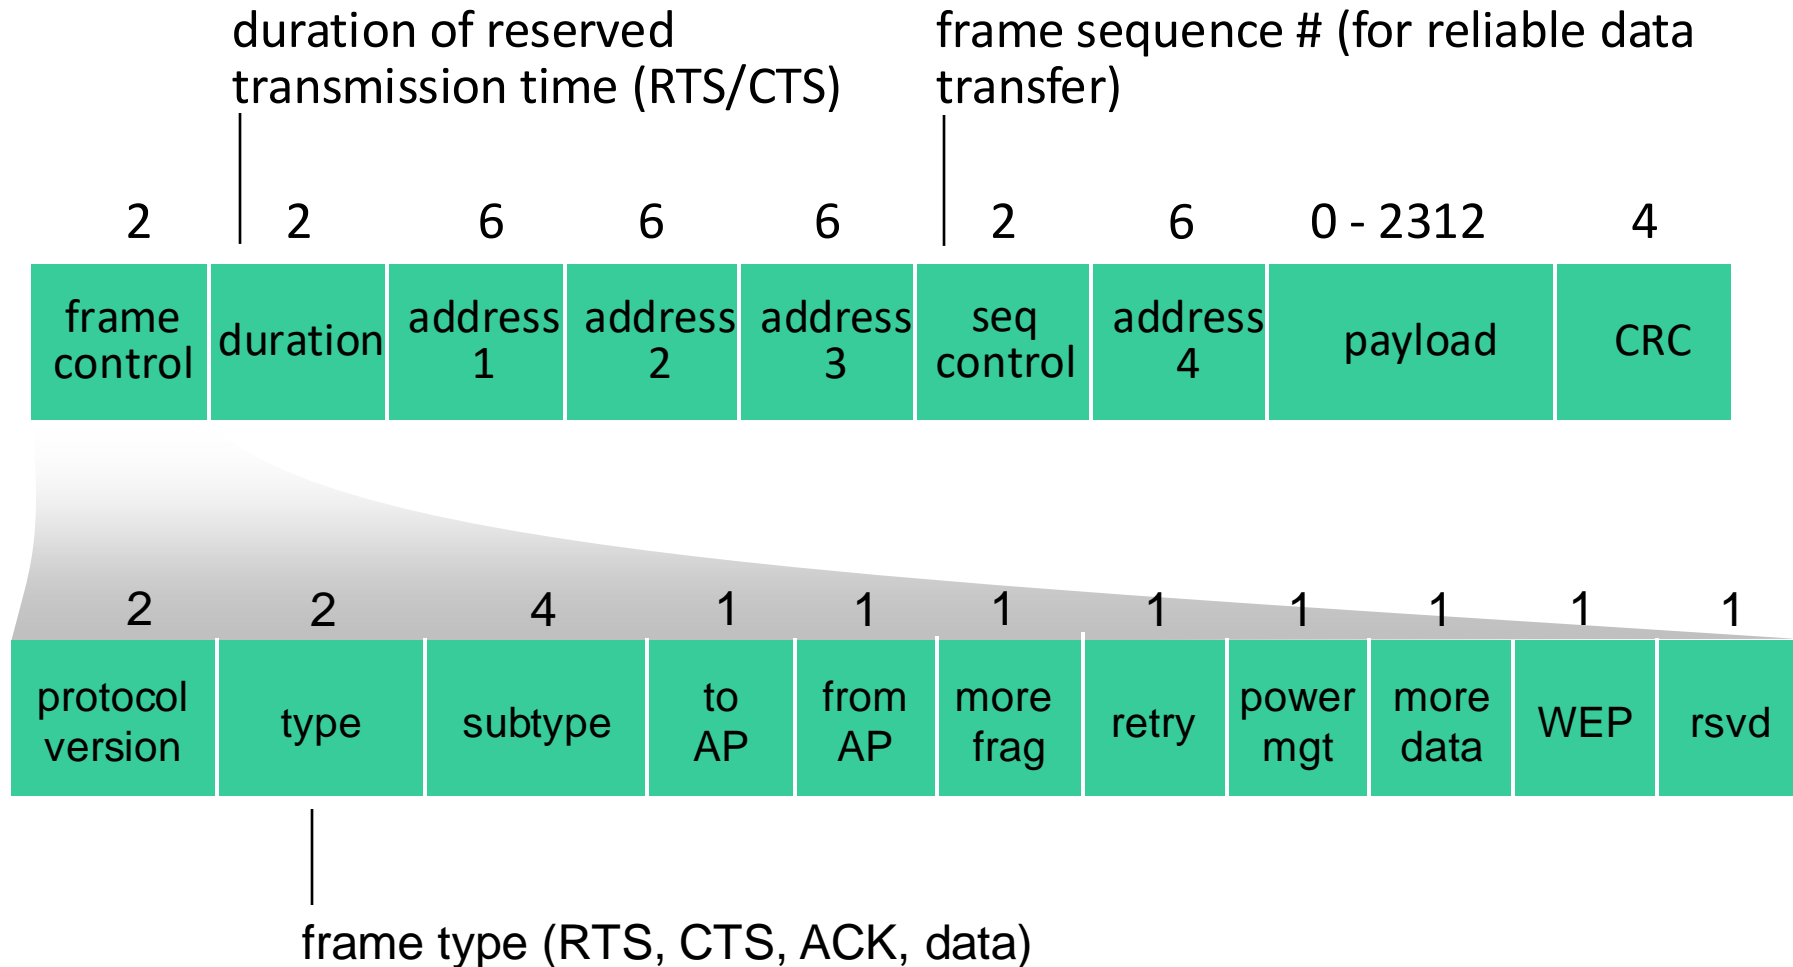 duration of reserved
transmission time (RTS/CTS)
frame sequence # (for reliable data
transfer)
2 2 6 6 6 2 6 0 - 2312 4
frame
control
duration
address
1
address
2
address
3
seq
control
address
4
payload
CRC
2 2 4 1 1 1 1 1 1 1 1
protocol
version
type
subtype
to
AP
from
AP
more
frag
retry
power
mgt
more
data
WEP
rsvd
frame type (RTS, CTS, ACK, data)